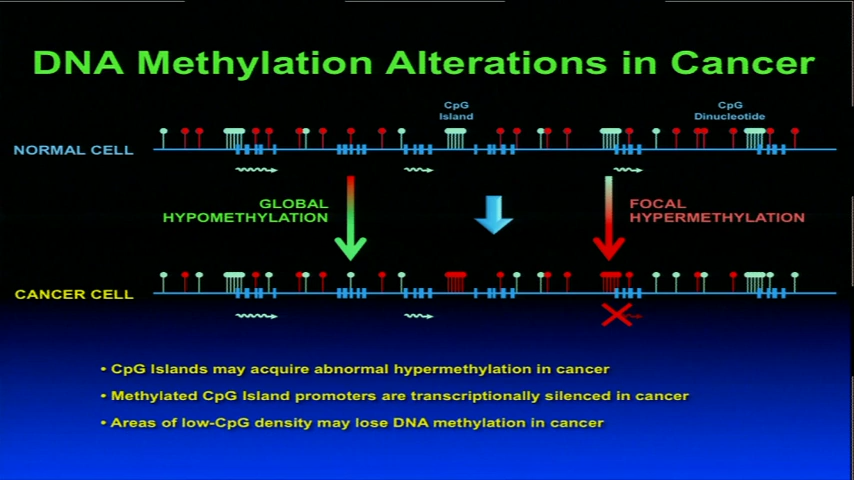 DNA Methylation Alterations in Cancer
CpG
Island
CpG
Dinucleotide
NORMAL CELL
GLOBAL
HYPOMETHYLATION
FOCAL
HYPERMETHYLATION
CANCER CELL
• CpG Islands may acquire abnormal hypermethylation in cancer
• Methylated CpG Island promoters are transcriptionally silenced in cancer
• Areas of low-CpG density may lose DNA methylation in cancer